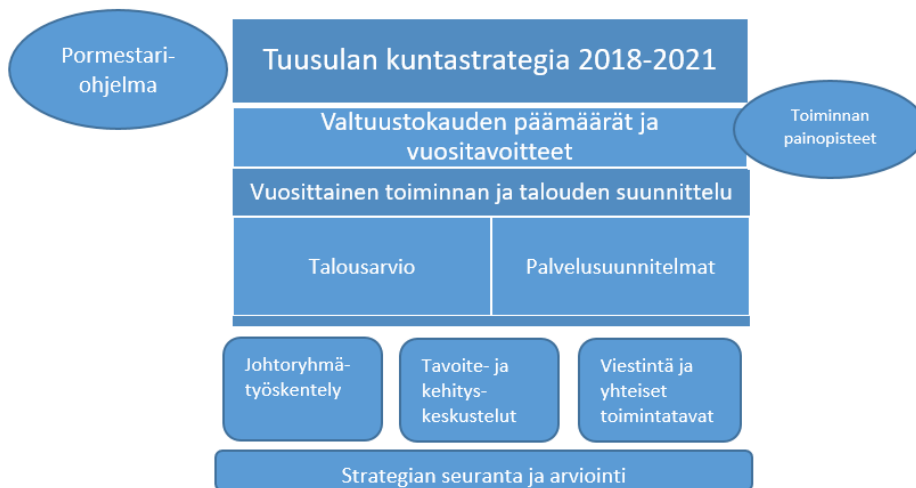 Pormestari-
ohjelma
Tuusulan kuntastrategia 2018-2021
Valtuustokauden päämäärät ja
vuositavoitteet
Toiminnan
painopisteet
Vuosittainen toiminnan ja talouden suunnittelu
Talousarvio
Palvelusuunnitelmat
Johtoryhmä-
työskentely
Tavoite- ja
kehitys-
keskustelut
Viestintä ja
yhteiset
toimintatavat
Strategian seuranta ja arviointi